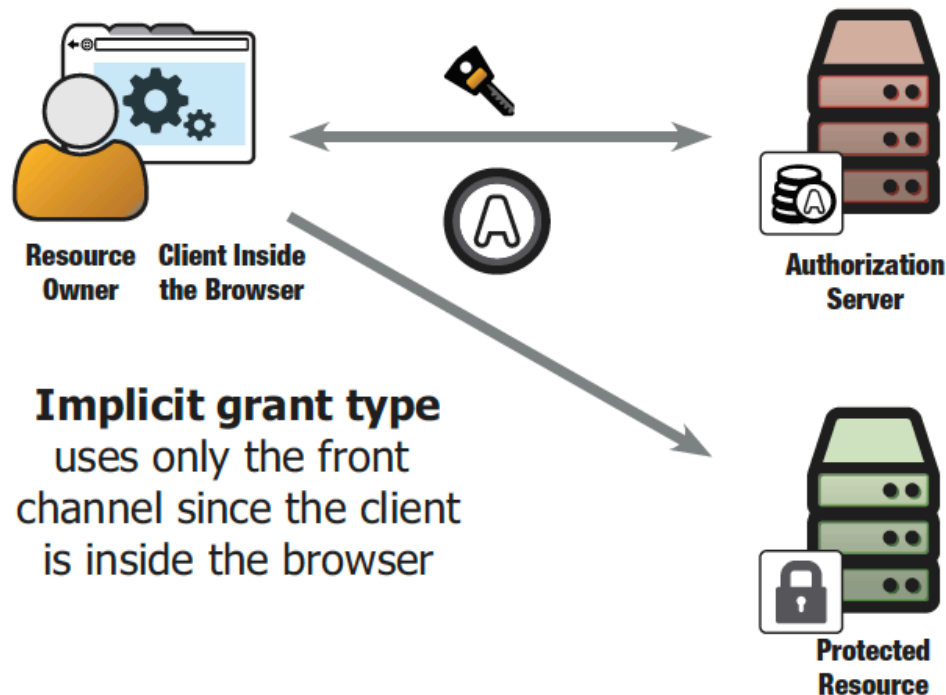 A
A
Resource
Owner
Client Inside
the Browser
Authorization
Server
Implicit grant type
uses only the front
channel since the client
is inside the browser
Protected
Resource